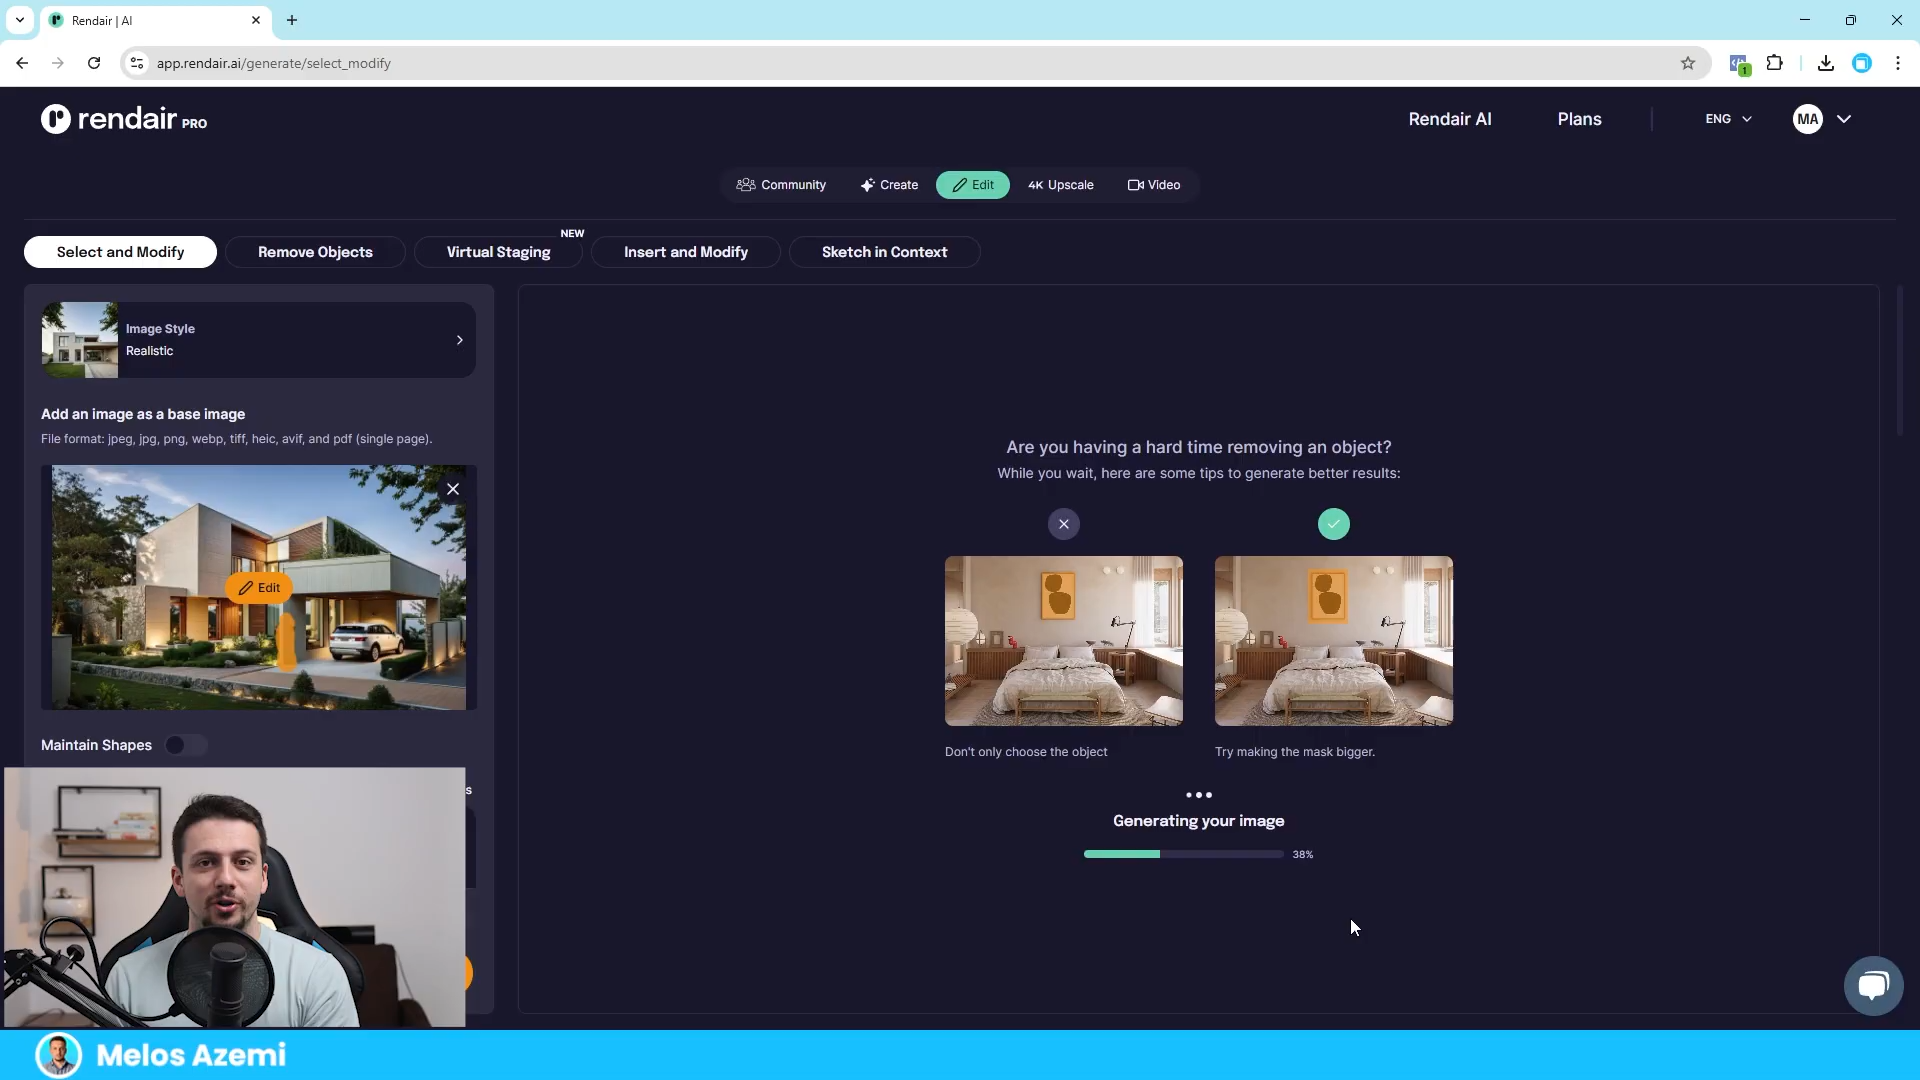 Rendair | AI
app.rendair.ai/generate/select_modify
1
rendair PRO
Rendair AI
Plans
ENG
MA
Community
Create
Edit
4K Upscale
Video
Select and Modify
Remove Objects
Virtual Staging
NEW
Insert and Modify
Sketch in Context
Image Style
Realistic
Add an image as a base image
File format: jpeg, jpg, png, webp, tiff, heic, avif, and pdf (single page).
Edit
Maintain Shapes
s
Are you having a hard time removing an object?
While you wait, here are some tips to generate better results:
Don't only choose the object
Try making the mask bigger.
Generating your image
38%
Melos Azemi